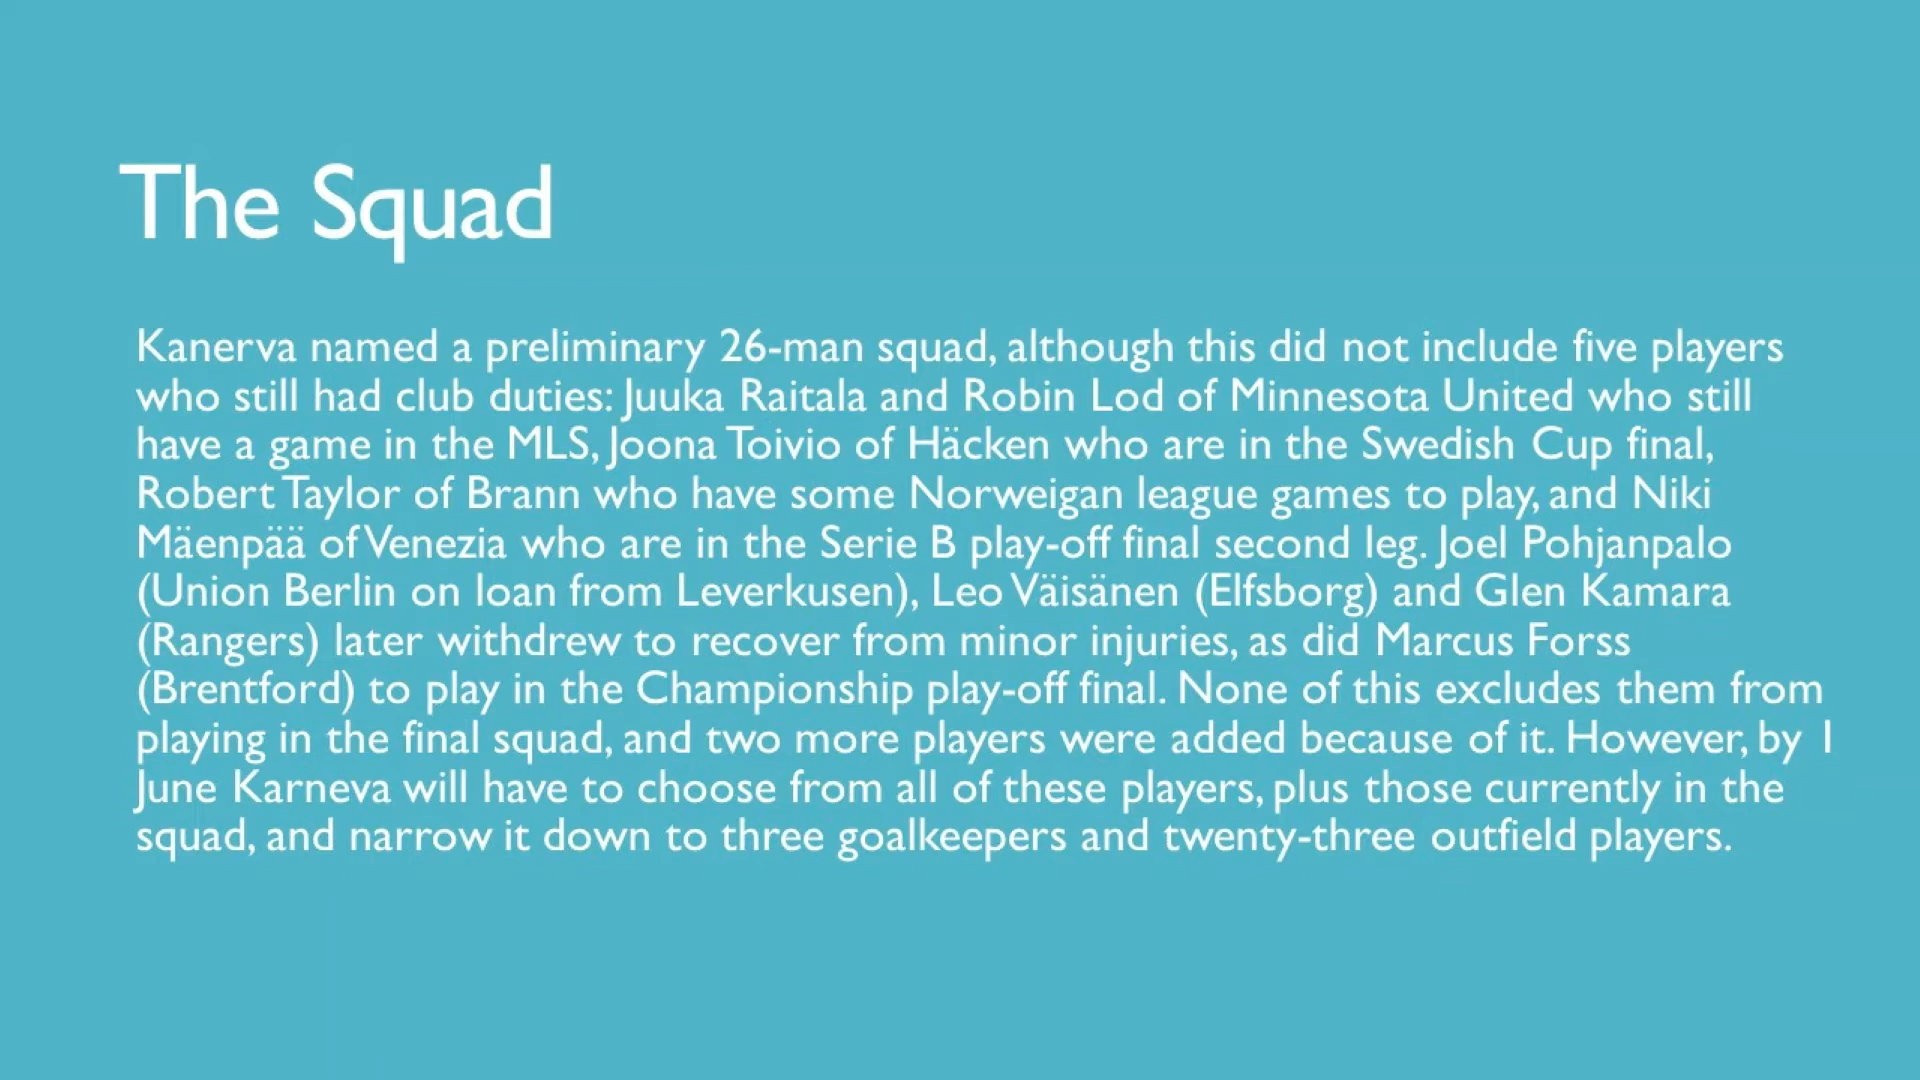 The Squad
Kanerva named a preliminary 26-man squad, although this did not include five players
who still had club duties: Juuka Raitala and Robin Lod of Minnesota United who still
have a game in the MLS, Joona Toivio of Häcken who are in the Swedish Cup final,
Robert Taylor of Brann who have some Norweigan league games to play, and Niki
Mäenpää of Venezia who are in the Serie B play-off final second leg. Joel Pohjanpalo
(Union Berlin on loan from Leverkusen), Leo Väisänen (Elfsborg) and Glen Kamara
(Rangers) later withdrew to recover from minor injuries, as did Marcus Forss
(Brentford) to play in the Championship play-off final. None of this excludes them from
playing in the final squad, and two more players were added because of it. However, by 1
June Karneva will have to choose from all of these players, plus those currently in the
squad, and narrow it down to three goalkeepers and twenty-three outfield players.